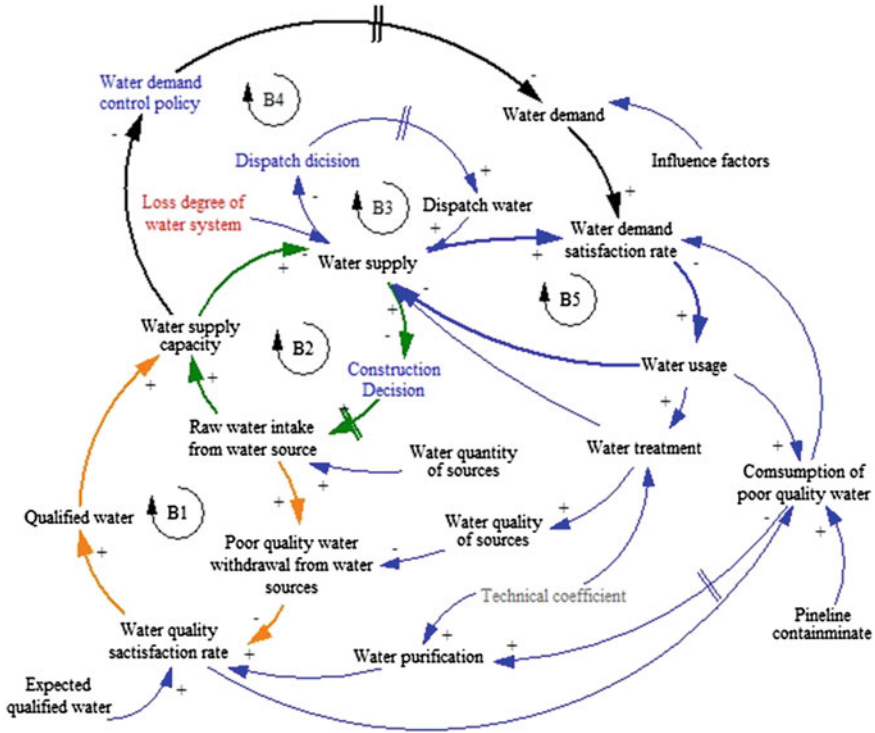 Water demand
control policy
B4
Water demand
Influence factors
Dispatch dicision
Loss degree of
water system
B3
Dispatch water
Water demand
satisfaction rate
Water supply
B5
Water supply
capacity
B2
Construction
Decision
Water usage
Raw water intake
from water source
Water quantity
of sources
Water treatment
Comsumption of
poor quality water
Qualified water
B1
Poor quality water
withdrawal from water
sources
Water quality
of sources
Technical coefficient
Pineline
containminate
Water quality
sactisfaction rate
Water purification
Expected
qualified water